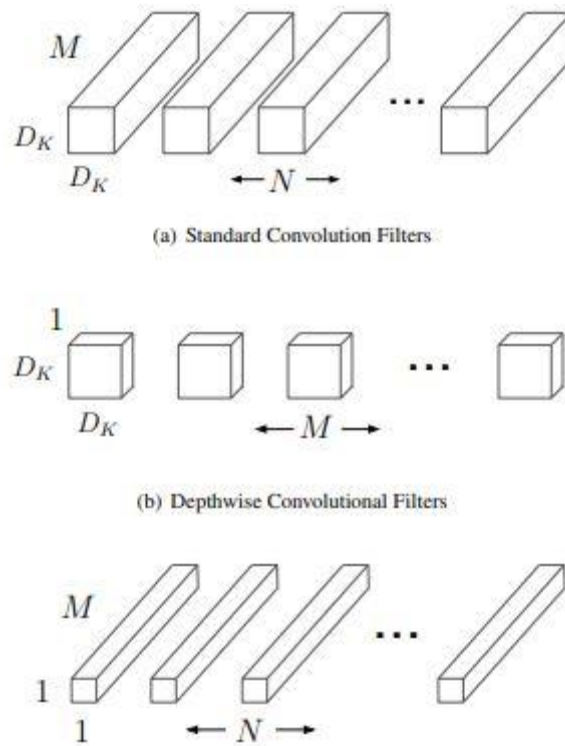 M
D_K
D_K
...
N
(a) Standard Convolution Filters
1
D_K
D_K
...
M
(b) Depthwise Convolutional Filters
M
1
1
...
N